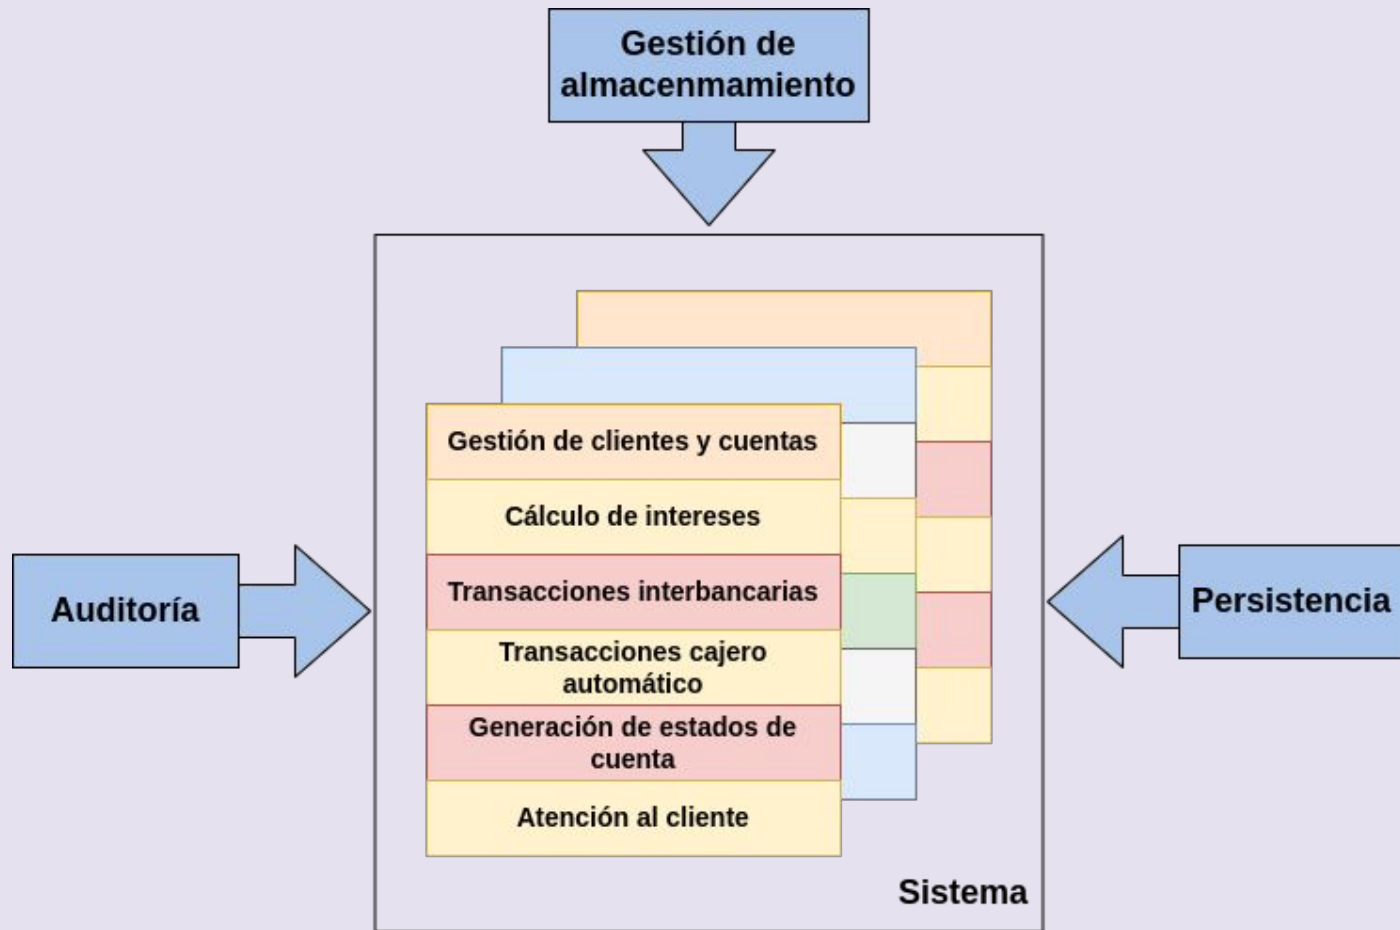 Gestión de
almacenmamiento
Gestión de clientes y cuentas
Cálculo de intereses
Transacciones interbancarias
Transacciones cajero
automático
Generación de estados de
cuenta
Atención al cliente
Auditoría
Persistencia
Sistema